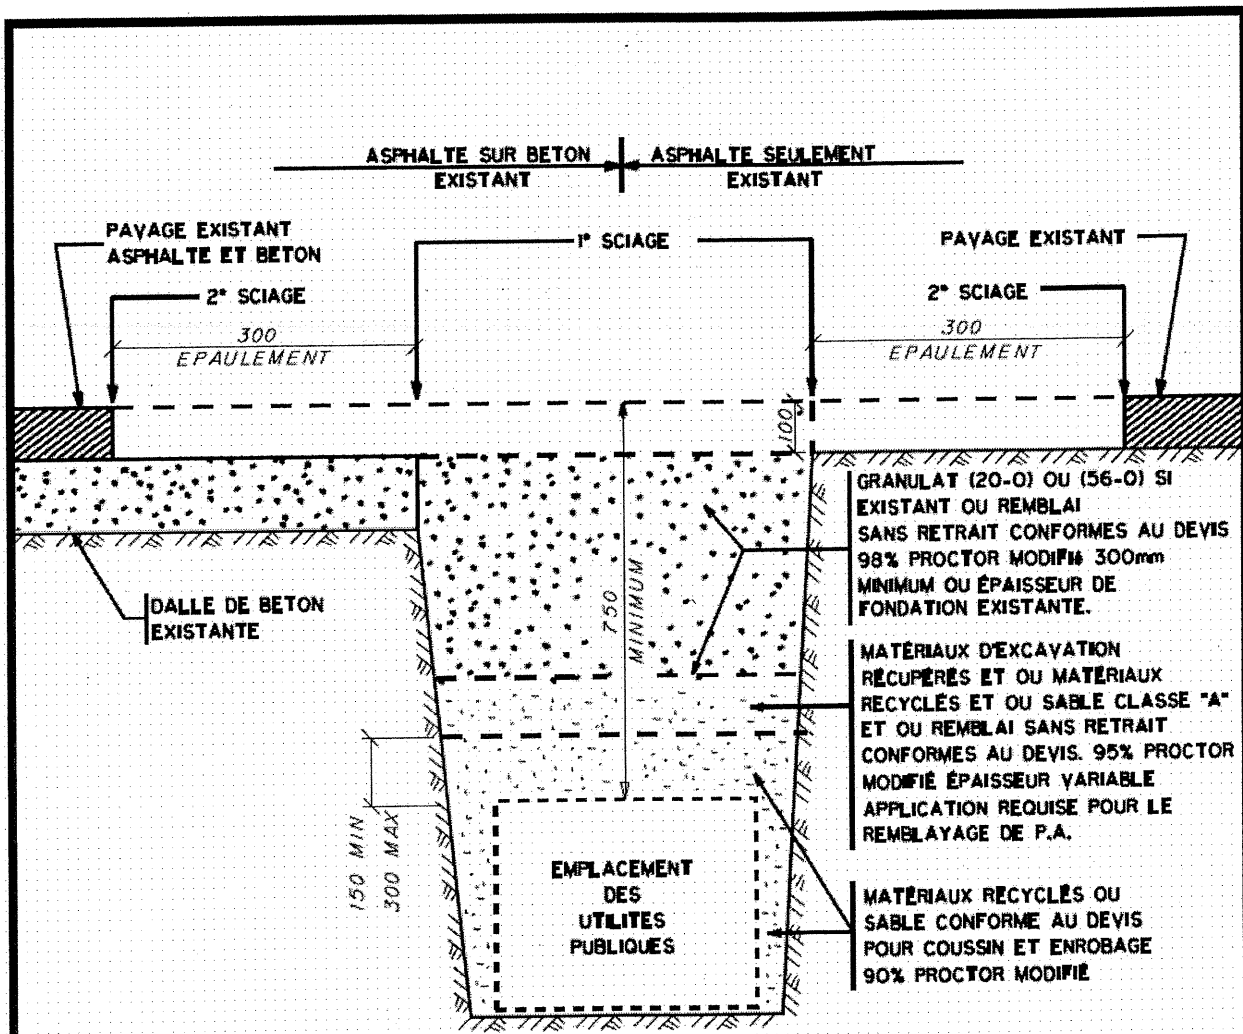 ASPHALTE SUR BETON
EXISTANT
ASPHALTE SEULEMENT
EXISTANT
PAVAGE EXISTANT
ASPHALTE ET BETON
1° SCIAGE
PAVAGE EXISTANT
2° SCIAGE
2° SCIAGE
300
EPAULEMENT
300
EPAULEMENT
100
GRANULAT (20-0) OU (56-0) SI
EXISTANT OU REMBLAI
SANS RETRAIT CONFORMES AU DEVIS
98% PROCTOR MODIFIÉ 300mm
MINIMUM OU ÉPAISSEUR DE
FONDATION EXISTANTE.
DALLE DE BETON
EXISTANTE
750
MINIMUM
MATÉRIAUX D'EXCAVATION
RÉCUPÉRÉS ET OU MATÉRIAUX
RECYCLÉS ET OU SABLE CLASSE "A"
ET OU REMBLAI SANS RETRAIT
CONFORMES AU DEVIS. 95% PROCTOR
MODIFIÉ ÉPAISSEUR VARIABLE
APPLICATION REQUISE POUR LE
REMBLAYAGE DE P.A.
150 MIN
300 MAX
EMPLACEMENT
DES
UTILITES
PUBLIQUES
MATÉRIAUX RECYCLÉS OU
SABLE CONFORME AU DEVIS
POUR COUSSIN ET ENROBAGE
90% PROCTOR MODIFIÉ